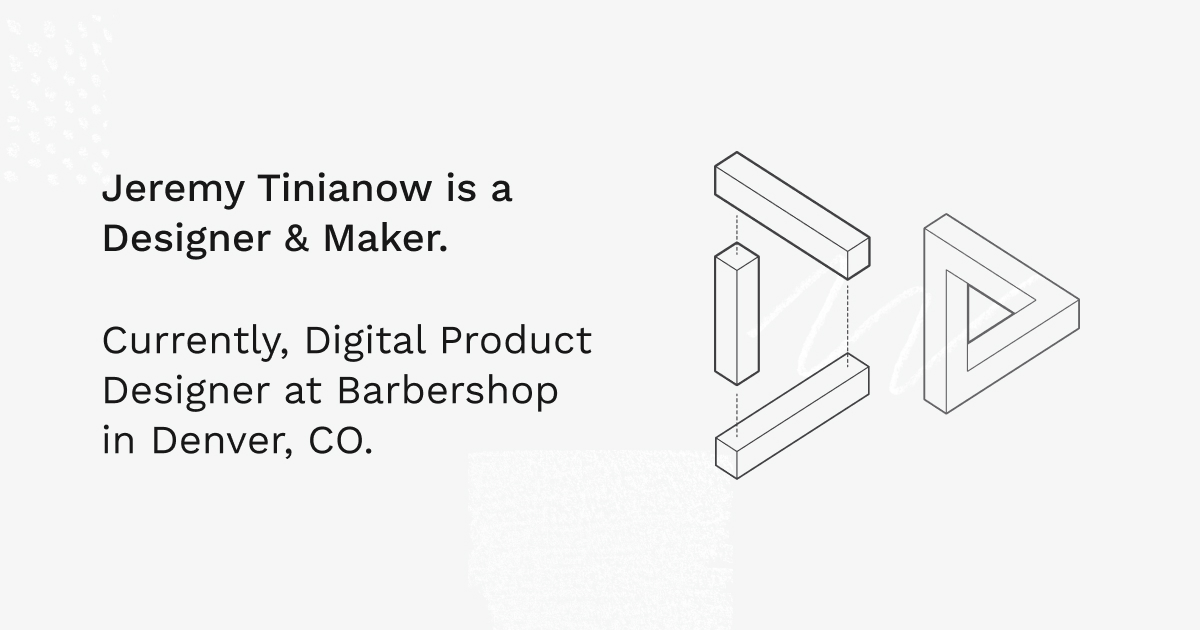 Jeremy Tinianow is a
Designer & Maker.
Currently, Digital Product
Designer at Barbershop
in Denver, CO.